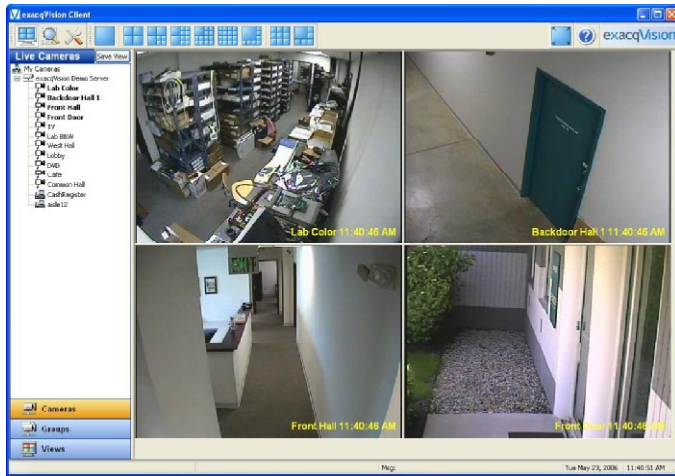 exacqVision Client
exacqVision
Live Cameras
Save View
My Cameras
exacqVision Demo Server
Lab Color
Backdoor Hall 1
Front Hall
Front Door
TV
Lab B&W
West Hall
Lobby
DVD
Cafe
Common Hall
CashRegister
aisle12
Lab Color 11:40:46 AM
Backdoor Hall 1 11:40:46 AM
EXIT
Front Hall 11:40:46 AM
Front Door 11:40:46 AM
Cameras
Groups
Views
Msg:
Tue May 23, 2006
11:40:51 AM